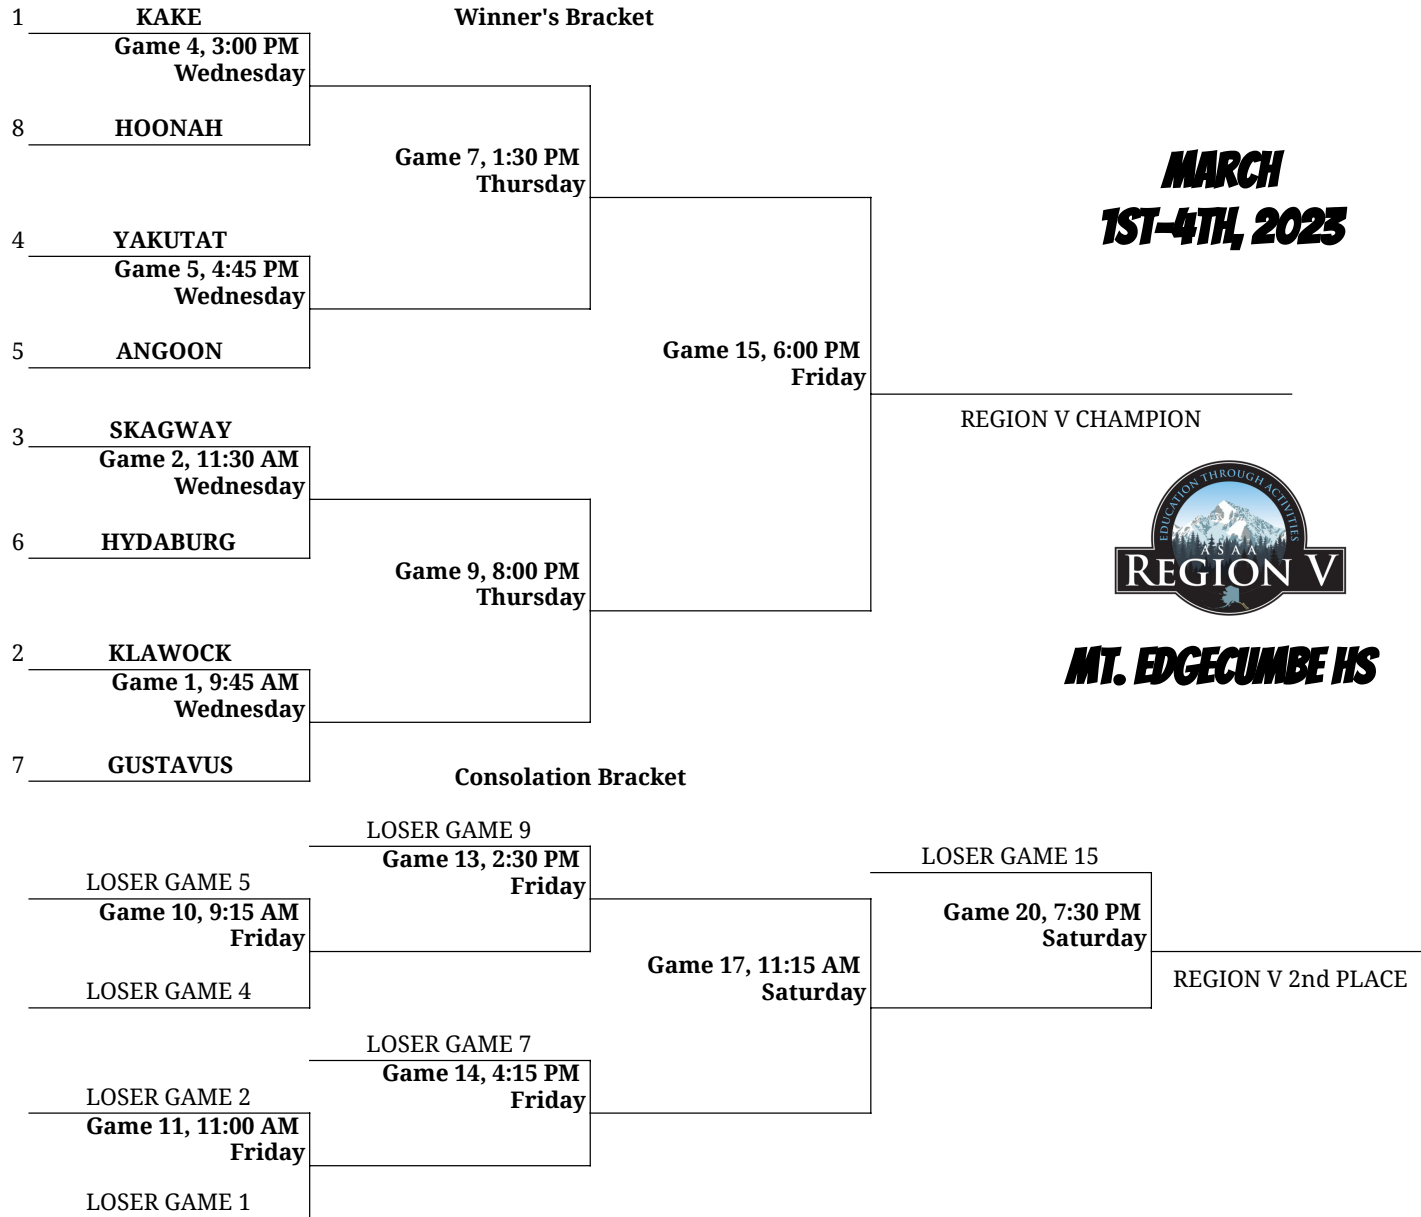 1 KAKE
Winner's Bracket
Game 4, 3:00 PM
Wednesday
8 HOONAH
Game 7, 1:30 PM
Thursday
MARCH
1ST-4TH, 2023
4 YAKUTAT
Game 5, 4:45 PM
Wednesday
5 ANGOON
Game 15, 6:00 PM
Friday
REGION V CHAMPION
3 SKAGWAY
Game 2, 11:30 AM
Wednesday
6 HYDABURG
Game 9, 8:00 PM
Thursday
EDUCATION THROUGH ACTIVITIES
ASAA
REGION V
MT. EDGECUMBE HS
2 KLAWOCK
Game 1, 9:45 AM
Wednesday
7 GUSTAVUS
Consolation Bracket
LOSER GAME 9
Game 13, 2:30 PM
Friday
LOSER GAME 5
Game 10, 9:15 AM
Friday
LOSER GAME 4
LOSER GAME 15
Game 20, 7:30 PM
Saturday
Game 17, 11:15 AM
Saturday
REGION V 2nd PLACE
LOSER GAME 7
Game 14, 4:15 PM
Friday
LOSER GAME 2
Game 11, 11:00 AM
Friday
LOSER GAME 1